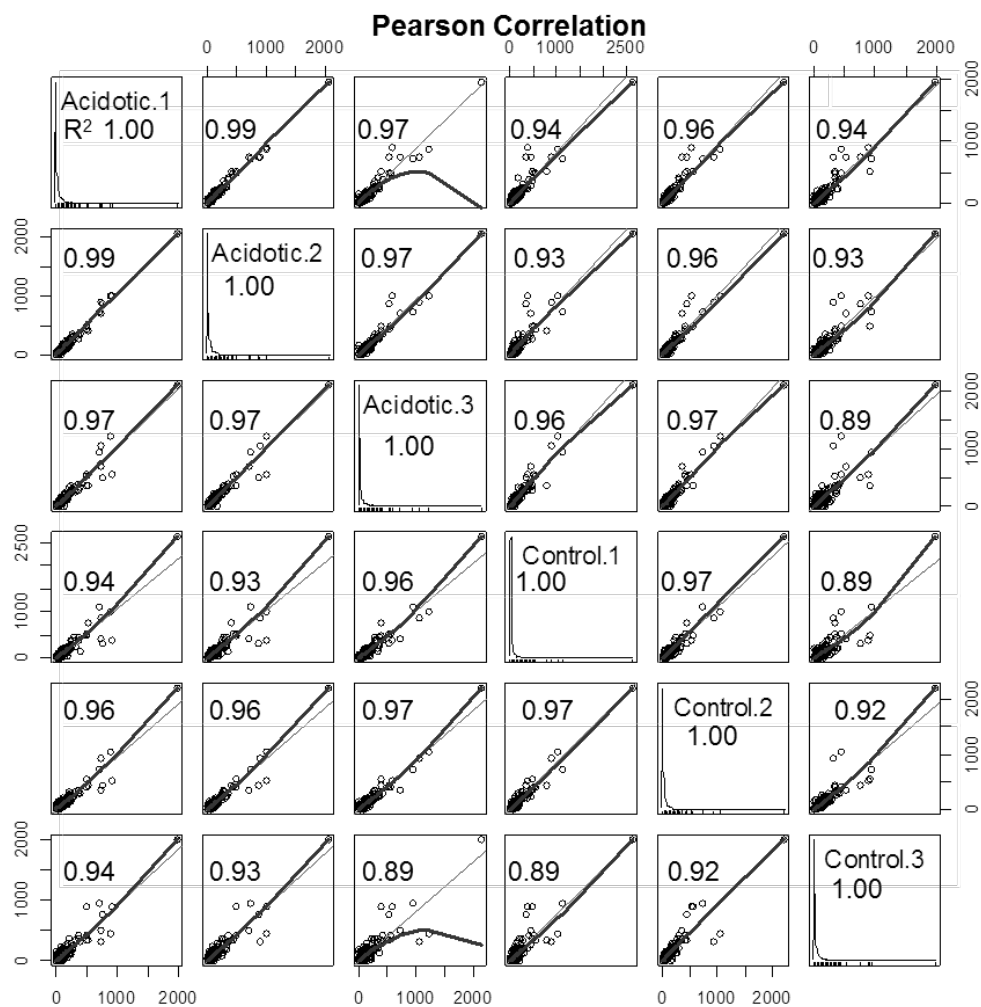 Pearson Correlation
0 1000 2000 0 1000 2500 0 1000 2000
Acidotic.1
R² 1.00 0.99 0.97 0.94 0.96 0.94
0 1000 2000
0 1000 2000
0.99 Acidotic.2 0.97 0.93 0.96 0.93
1.00
0.97 0.97 Acidotic.3 0.96 0.97 0.89
1.00
0 1000 2000
0 1000 2500
0.94 0.93 0.96 Control.1 0.97 0.89
1.00
0.96 0.96 0.97 0.97 Control.2 0.92
1.00
0 1000 2000
0 1000 2000
0.94 0.93 0.89 0.89 0.92 Control.3
1.00
0 1000 2000 0 1000 2000 0 1000 2000